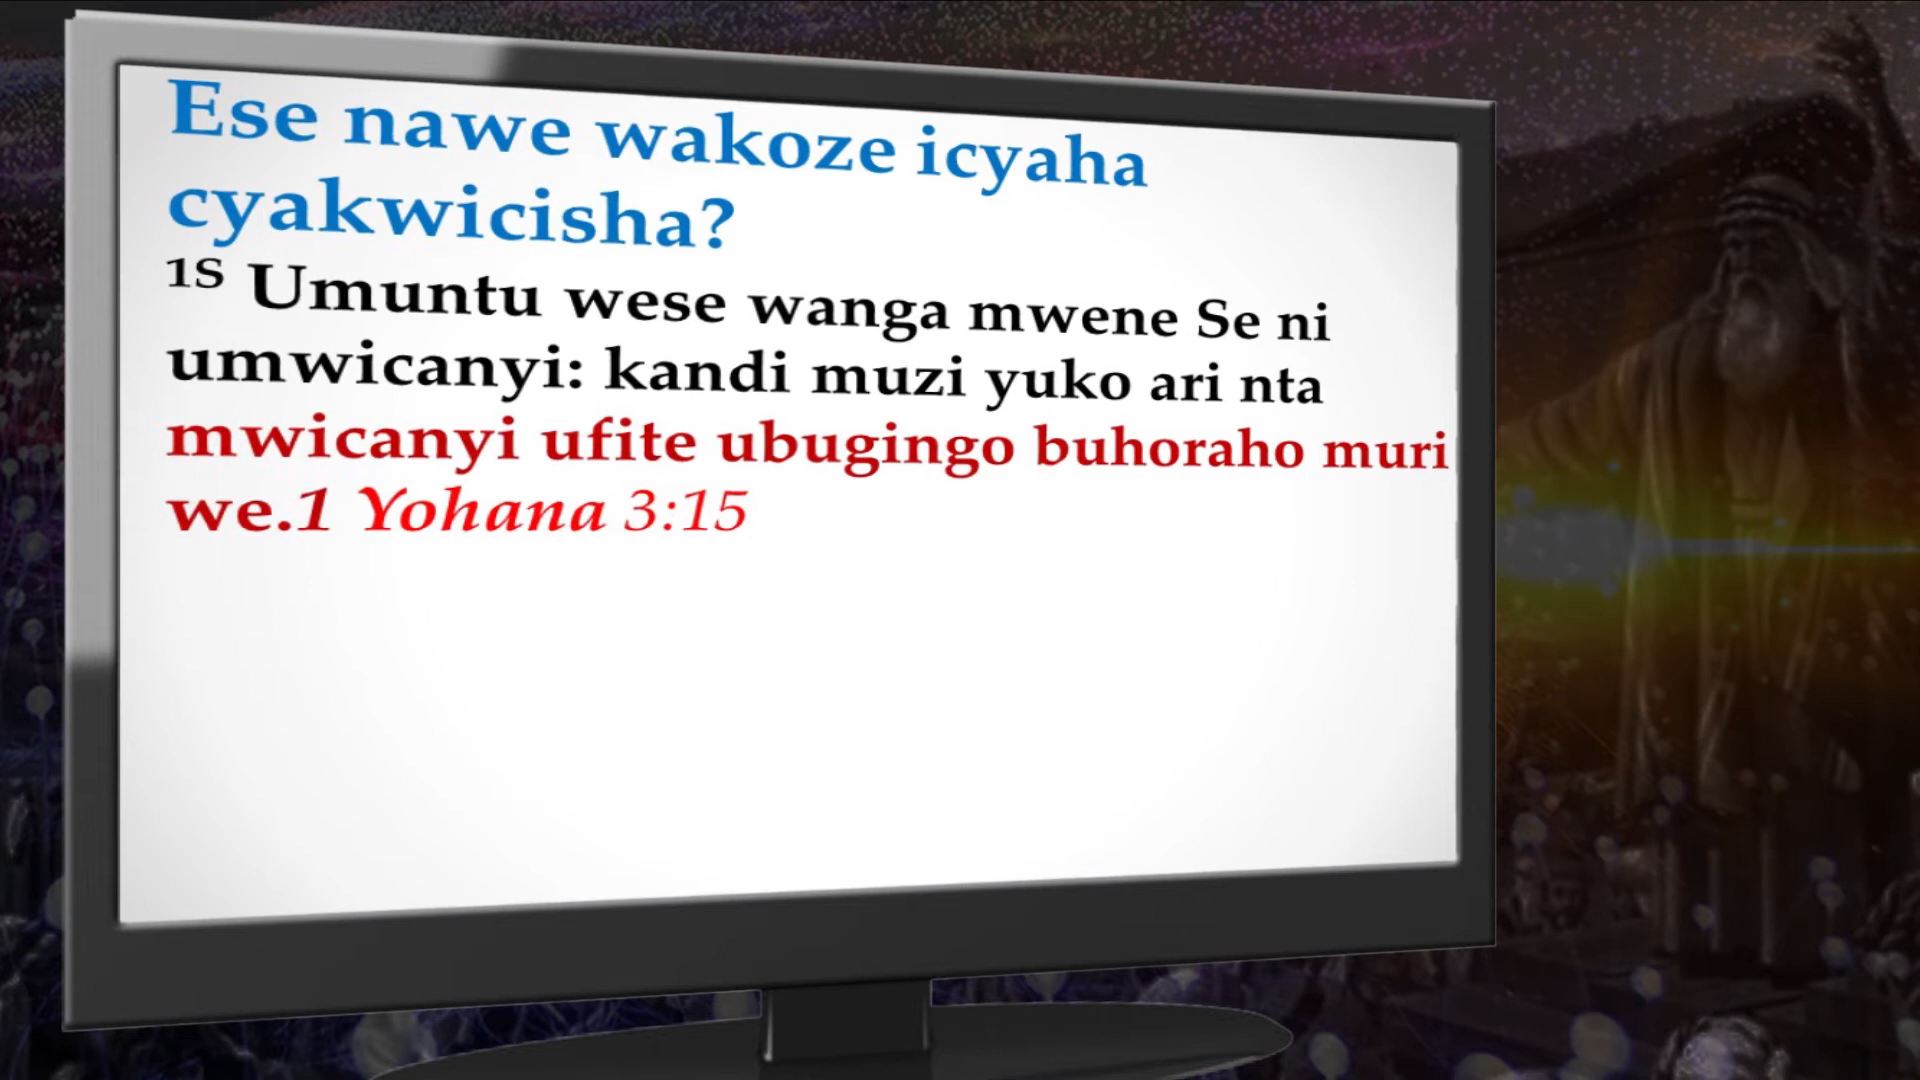 Ese nawe wakoze icyaha
cyakwicisha?
1S Umuntu wese wanga mwene Se ni
umwicanyi: kandi muzi yuko ari nta
mwicanyi ufite ubugingo buhoraho muri
we.1 Yohana 3:15